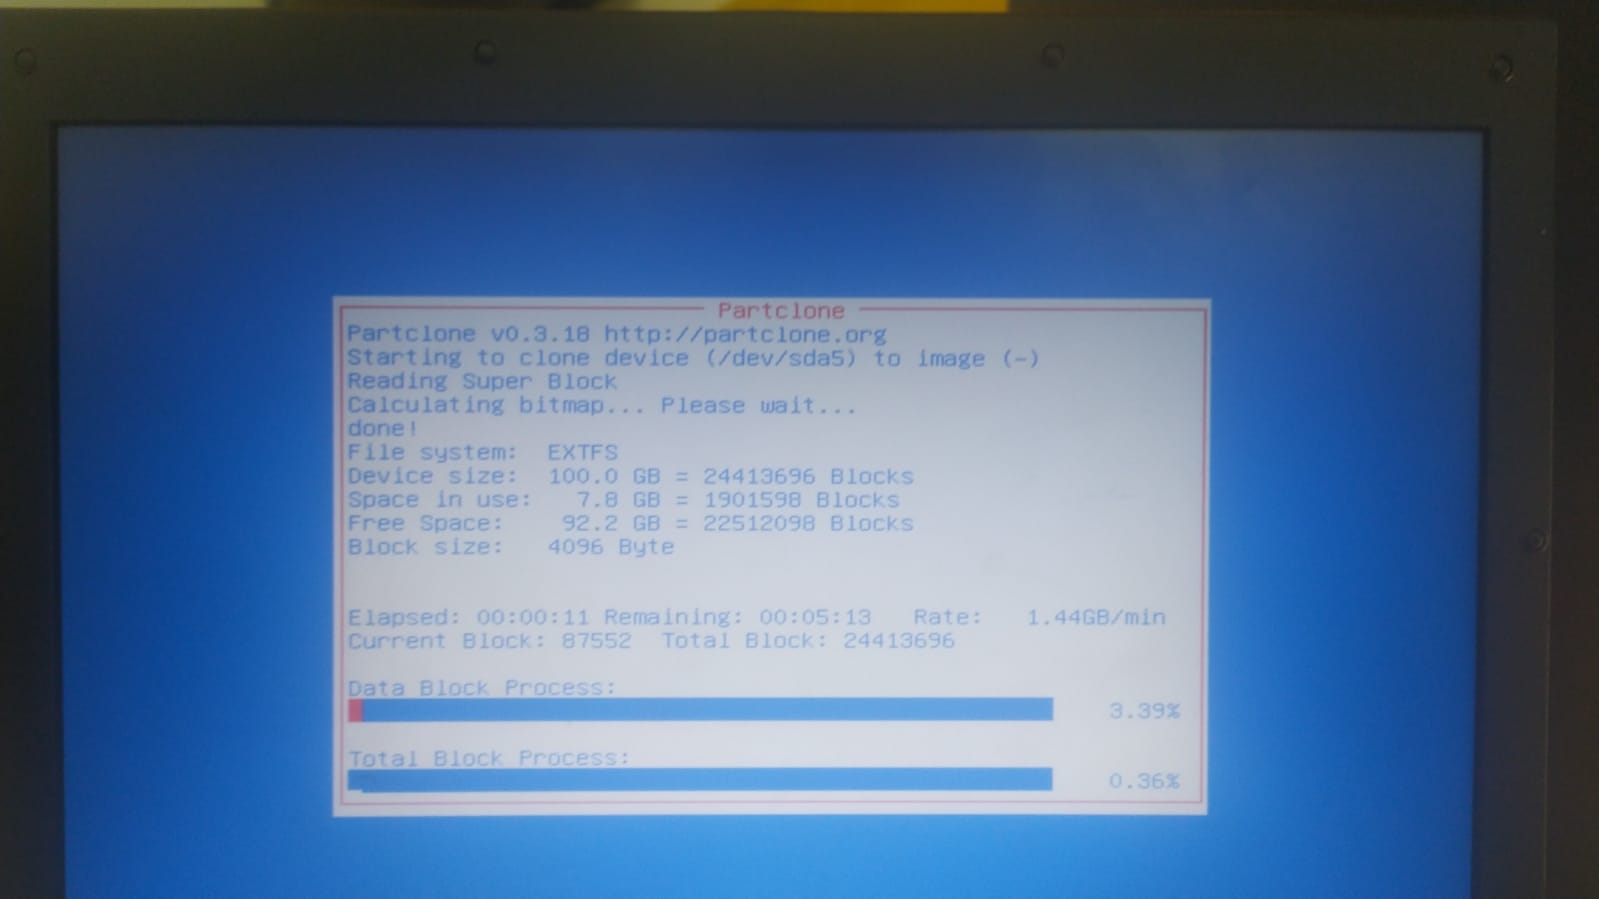 Partclone
Partclone v0.3.18 http://partclone.org
Starting to clone device (/dev/sda5) to image (-)
Reading Super Block
Calculating bitmap... Please wait...
done!
File system:  EXTFS
Device size:  100.0 GB = 24413696 Blocks
Space in use:   7.8 GB = 1901598 Blocks
Free Space:    92.2 GB = 22512098 Blocks
Block size:   4096 Byte
Elapsed: 00:00:11 Remaining: 00:05:13   Rate:   1.44GB/min
Current Block: 87552  Total Block: 24413696
Data Block Process:
3.39%
Total Block Process:
0.36%